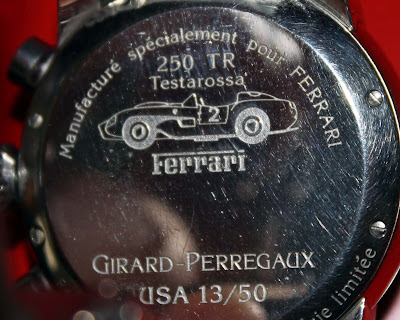 Manufacturé spécialement pour FERRARI
250 TR
Testarossa
2
Ferrari
GIRARD-PERREGAUX
USA 13/50
limitée